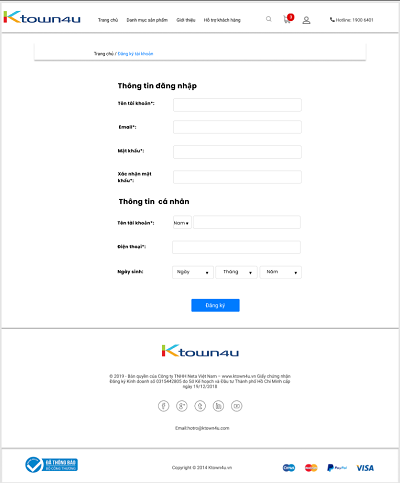 Ktown4u
Trang chủ Danh mục sản phẩm Giới thiệu Hỗ trợ khách hàng
3
Hotline: 1900 6401
Trang chủ / Đăng ký tài khoản
Thông tin đăng nhập
Tên tài khoản*:
Email*:
Mật khẩu*:
Xác nhận mật
khẩu*:
Thông tin cá nhân
Tên tài khoản*: Nam
Điện thoại*:
Ngày sinh: Ngày Tháng Năm
Đăng ký
Ktown4u
© 2019 - Bản quyền của Công ty TNHH Neta Việt Nam – www.ktown4u.vn Giấy chứng nhận
Đăng ký Kinh doanh số 0315442805 do Sở Kế hoạch và Đầu tư Thành phố Hồ Chí Minh cấp
ngày 19/12/2018
Email:hotro@ktown4u.com
ĐÃ THÔNG BÁO
BỘ CÔNG THƯƠNG
Copyright © 2014 Ktown4u.vn
PayPal
VISA